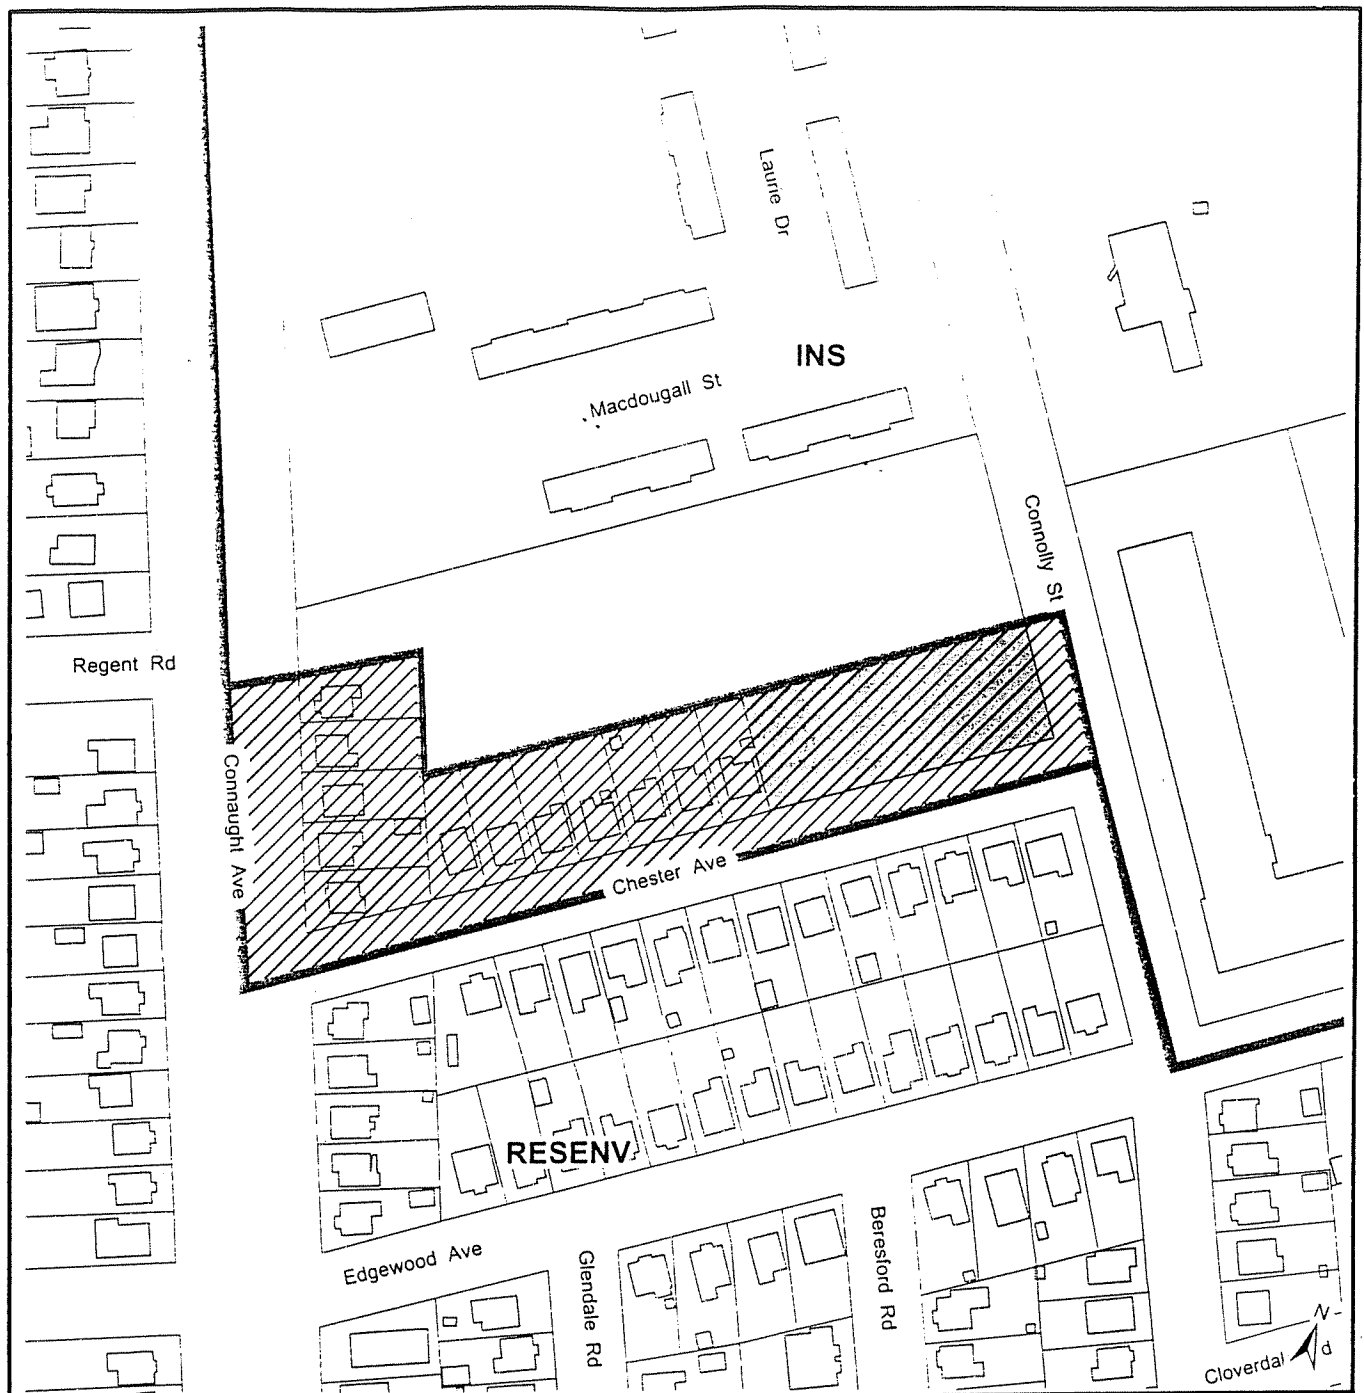 Laurie Dr
INS
Macdougall St
Connolly St
Regent Rd
Connaught Ave
Chester Ave
RESENV
Beresford Rd
Edgewood Ave
Glendale Rd
N
Cloverdal d